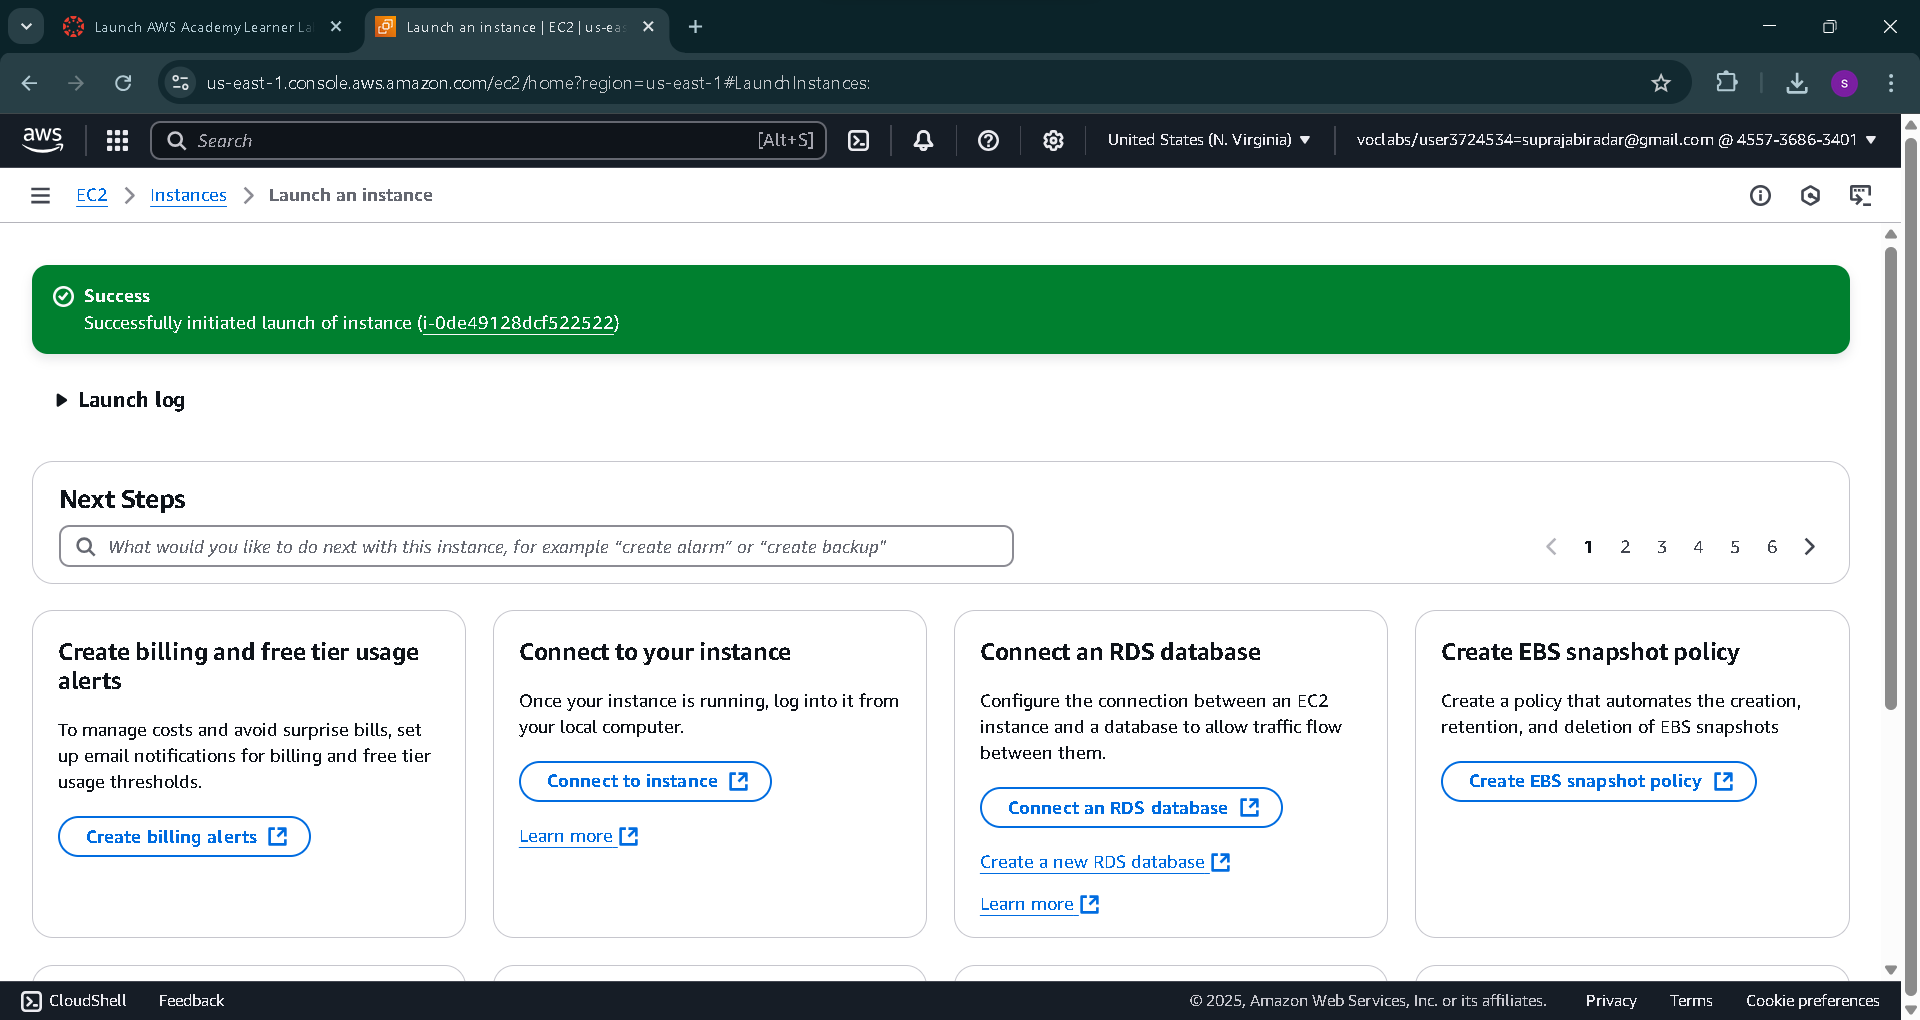 Launch AWS Academy Learner La
Launch an instance | EC2 | us-eas
us-east-1.console.aws.amazon.com/ec2/home?region=us-east-1#LaunchInstances:
S
aws
Search
[Alt+S]
United States (N. Virginia)
voclabs/user3724534=suprajabiradar@gmail.com @ 4557-3686-3401
EC2
Instances
Launch an instance
Success
Successfully initiated launch of instance (i-0de49128dcf522522)
Launch log
Next Steps
What would you like to do next with this instance, for example “create alarm” or “create backup"
1 2 3 4 5 6
Create billing and free tier usage
alerts
To manage costs and avoid surprise bills, set
up email notifications for billing and free tier
usage thresholds.
Create billing alerts
Connect to your instance
Once your instance is running, log into it from
your local computer.
Connect to instance
Learn more
Connect an RDS database
Configure the connection between an EC2
instance and a database to allow traffic flow
between them.
Connect an RDS database
Create a new RDS database
Learn more
Create EBS snapshot policy
Create a policy that automates the creation,
retention, and deletion of EBS snapshots
Create EBS snapshot policy
CloudShell
Feedback
© 2025, Amazon Web Services, Inc. or its affiliates.
Privacy
Terms
Cookie preferences